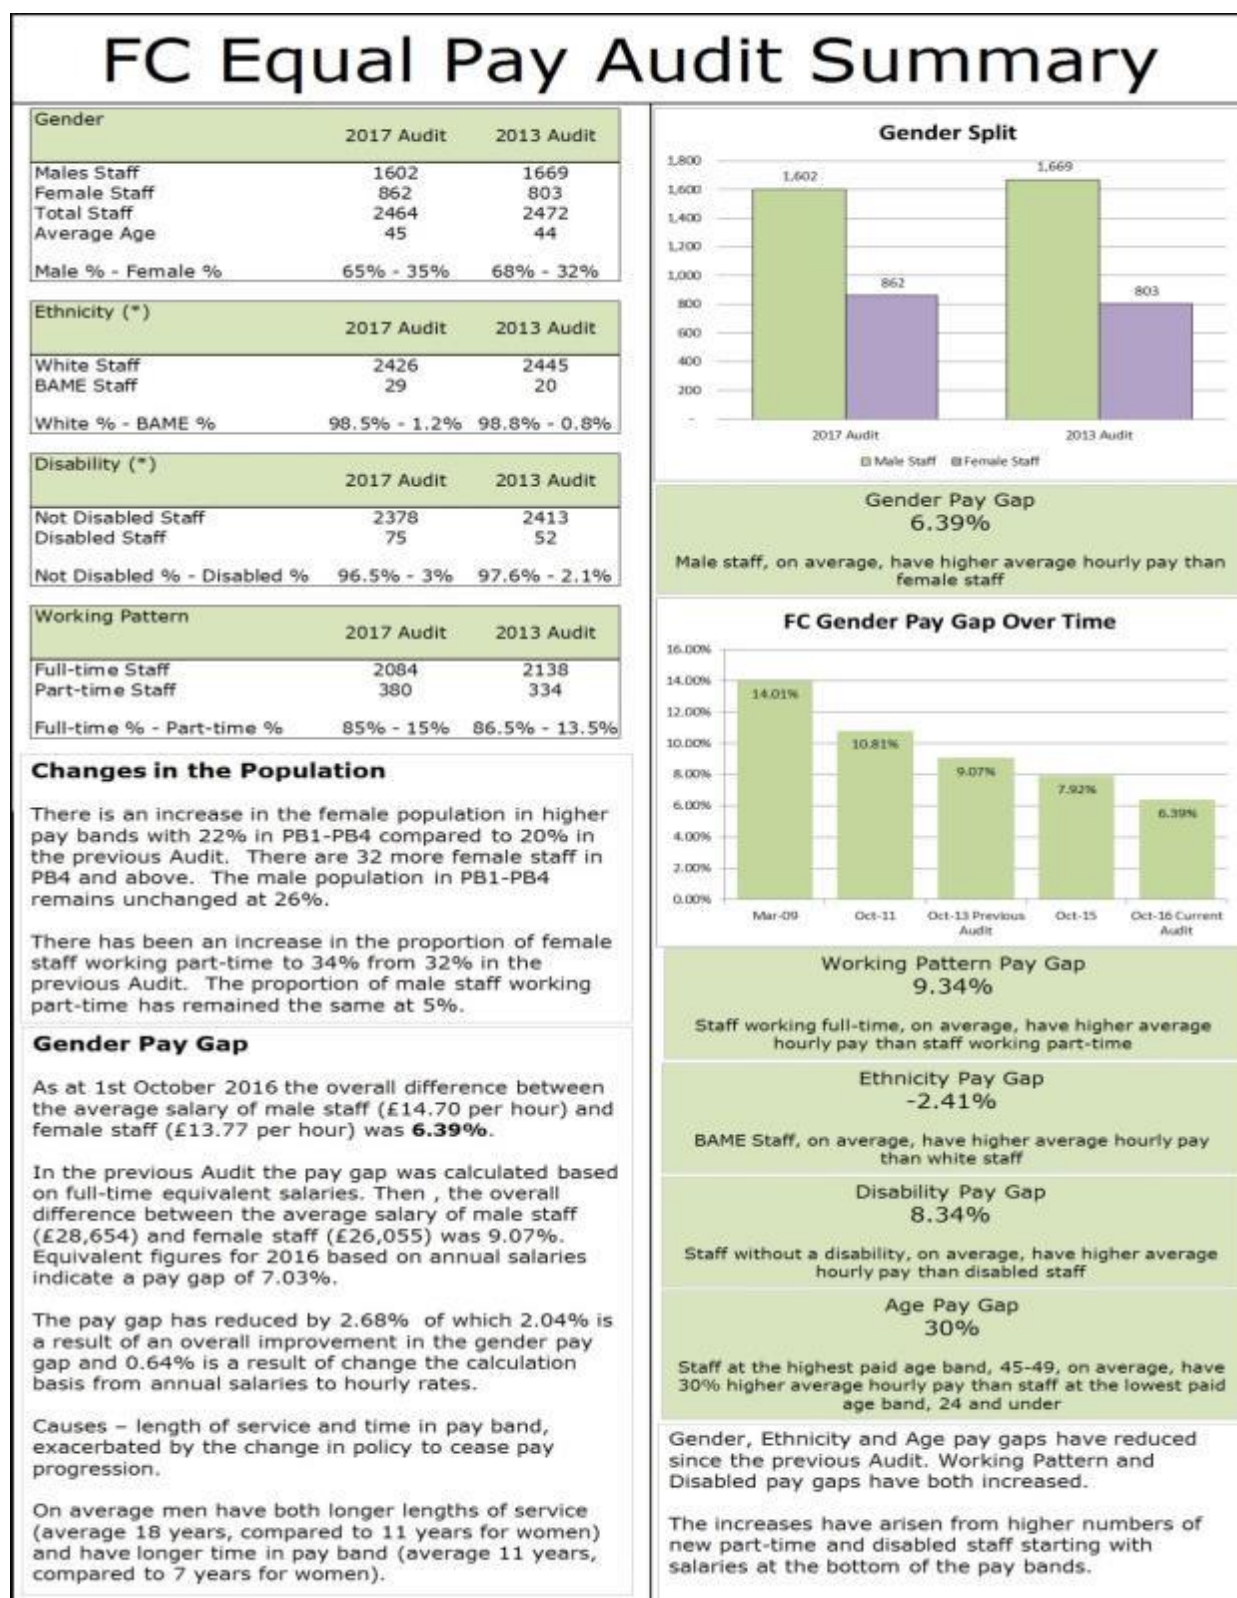 FC Equal Pay Audit Summary
Gender
2017 Audit 2013 Audit
Males Staff 1602 1669
Female Staff 862 803
Total Staff 2464 2472
Average Age 45 44
Male % - Female % 65% - 35% 68% - 32%
Ethnicity (*)
2017 Audit 2013 Audit
White Staff 2426 2445
BAME Staff 29 20
White % - BAME % 98.5% - 1.2% 98.8% - 0.8%
Disability (*)
2017 Audit 2013 Audit
Not Disabled Staff 2378 2413
Disabled Staff 75 52
Not Disabled % - Disabled % 96.5% - 3% 97.6% - 2.1%
Working Pattern
2017 Audit 2013 Audit
Full-time Staff 2084 2138
Part-time Staff 380 334
Full-time % - Part-time % 85% - 15% 86.5% - 13.5%
Changes in the Population
There is an increase in the female population in higher
pay bands with 22% in PB1-PB4 compared to 20% in
the previous Audit. There are 32 more female staff in
PB4 and above. The male population in PB1-PB4
remains unchanged at 26%.
There has been an increase in the proportion of female
staff working part-time to 34% from 32% in the
previous Audit. The proportion of male staff working
part-time has remained the same at 5%.
Gender Pay Gap
As at 1st October 2016 the overall difference between
the average salary of male staff (£14.70 per hour) and
female staff (£13.77 per hour) was 6.39%.
In the previous Audit the pay gap was calculated based
on full-time equivalent salaries. Then , the overall
difference between the average salary of male staff
(£28,654) and female staff (£26,055) was 9.07%.
Equivalent figures for 2016 based on annual salaries
indicate a pay gap of 7.03%.
The pay gap has reduced by 2.68% of which 2.04% is
a result of an overall improvement in the gender pay
gap and 0.64% is a result of change the calculation
basis from annual salaries to hourly rates.
Causes – length of service and time in pay band,
exacerbated by the change in policy to cease pay
progression.
On average men have both longer lengths of service
(average 18 years, compared to 11 years for women)
and have longer time in pay band (average 11 years,
compared to 7 years for women).
Gender Split
1,800
1,600
1,400
1,200
1,000
800
600
400
200
-
1,602
862
1,669
803
2017 Audit 2013 Audit
Male Staff Female Staff
Gender Pay Gap
6.39%
Male staff, on average, have higher average hourly pay than
female staff
FC Gender Pay Gap Over Time
16.00%
14.00%
12.00%
10.00%
8.00%
6.00%
4.00%
2.00%
0.00%
14.01%
10.81%
9.07%
7.92%
6.39%
Mar-09 Oct-11 Oct-13 Previous Oct-15 Oct-16 Current
Audit Audit
Working Pattern Pay Gap
9.34%
Staff working full-time, on average, have higher average
hourly pay than staff working part-time
Ethnicity Pay Gap
-2.41%
BAME Staff, on average, have higher average hourly pay
than white staff
Disability Pay Gap
8.34%
Staff without a disability, on average, have higher average
hourly pay than disabled staff
Age Pay Gap
30%
Staff at the highest paid age band, 45-49, on average, have
30% higher average hourly pay than staff at the lowest paid
age band, 24 and under
Gender, Ethnicity and Age pay gaps have reduced
since the previous Audit. Working Pattern and
Disabled pay gaps have both increased.
The increases have arisen from higher numbers of
new part-time and disabled staff starting with
salaries at the bottom of the pay bands.